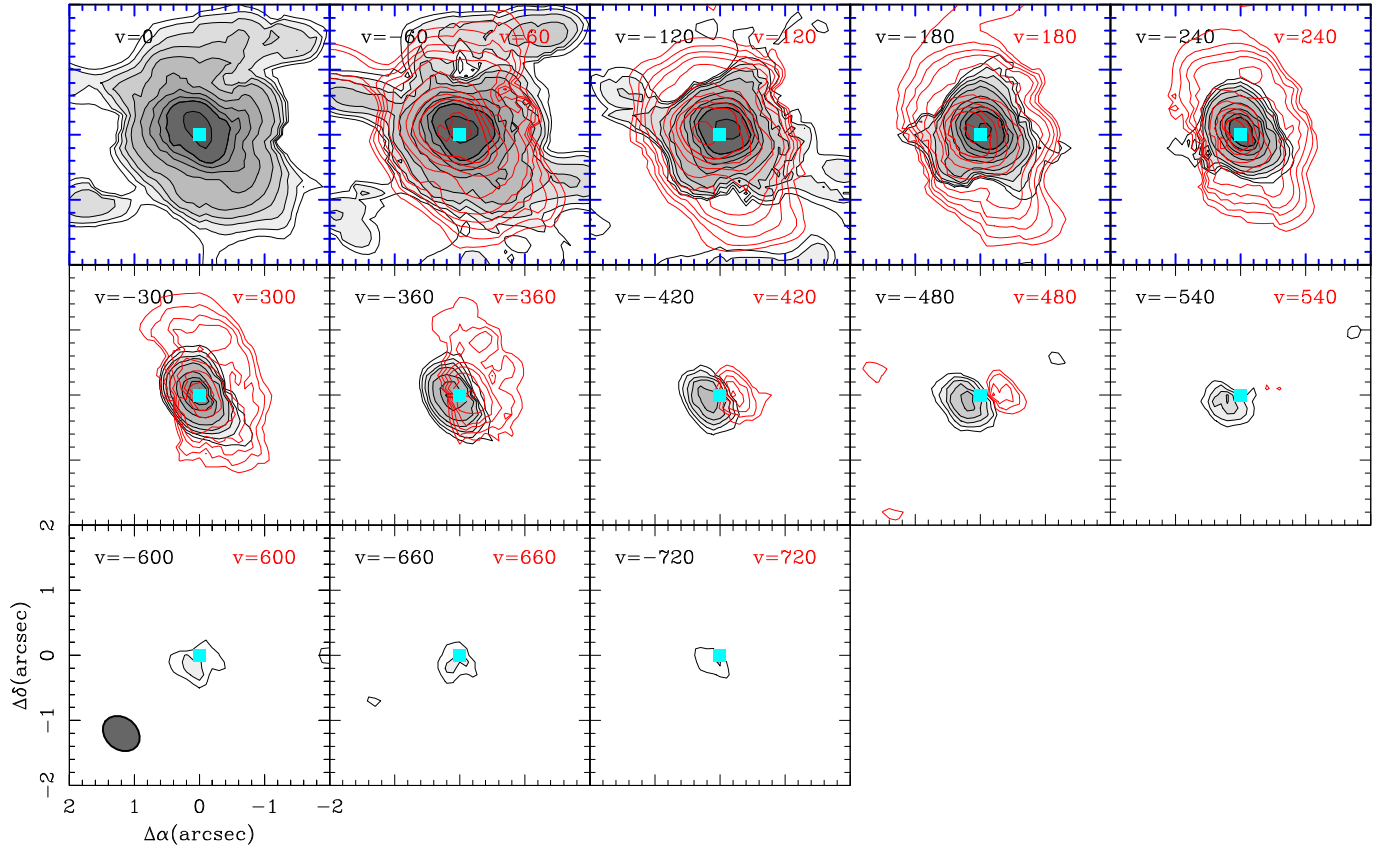 v=0
v=−60 v=60
v=−120 v=120
v=−180 v=180
v=−240 v=240
v=−300 v=300
v=−360 v=360
v=−420 v=420
v=−480 v=480
v=−540 v=540
v=−600 v=600
v=−660 v=660
v=−720 v=720
2
1
0
−1
−2
Δδ(arcsec)
2 1 0 −1 −2
Δα(arcsec)